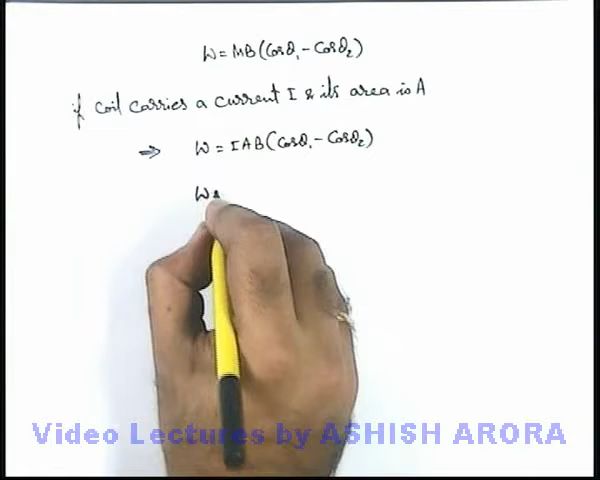 W = MB(Cosθ₁ - Cosθ₂)
if coil carries a current I & its area is A
⇒ W = IAB(Cosθ₁ - Cosθ₂)
W
Video Lectures by ASHISH ARORA